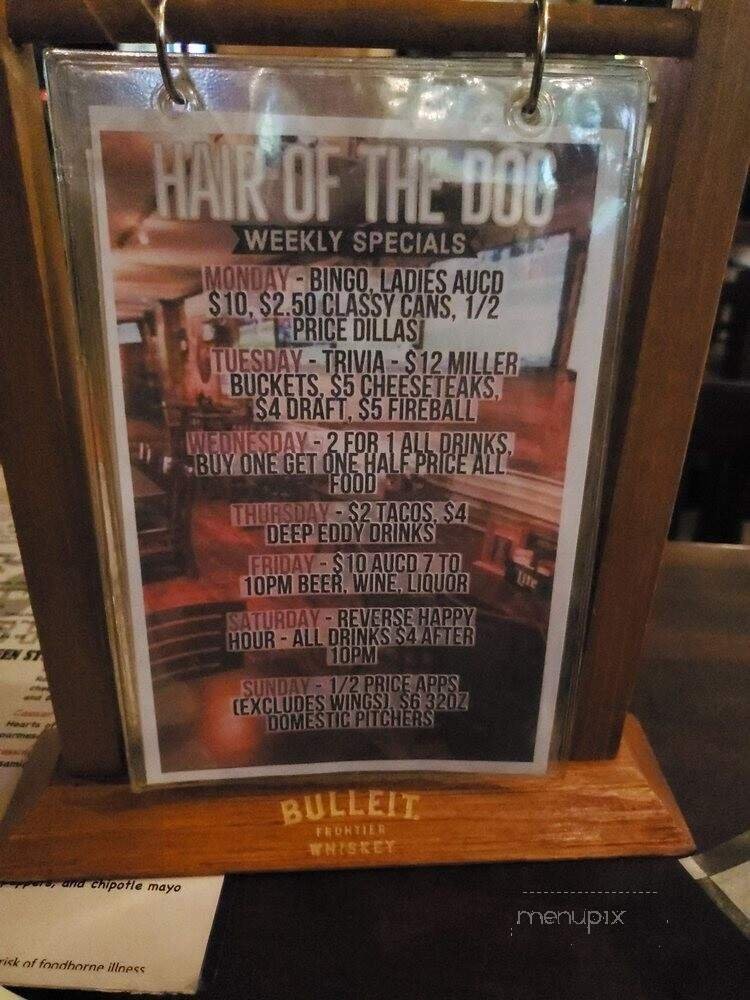 HAIR OF THE DOG
WEEKLY SPECIALS
MONDAY - BINGO, LADIES AUCD
$10, $2.50 CLASSY CANS, 1/2
PRICE DILLAS
TUESDAY - TRIVIA - $12 MILLER
BUCKETS, $5 CHEESETEAKS,
$4 DRAFT, $5 FIREBALL
WEDNESDAY - 2 FOR 1 ALL DRINKS,
BUY ONE GET ONE HALF PRICE ALL
FOOD
THURSDAY - $2 TACOS, $4
DEEP EDDY DRINKS
FRIDAY - $10 AUCD 7 TO
10PM BEER, WINE, LIQUOR
SATURDAY - REVERSE HAPPY
HOUR - ALL DRINKS $4 AFTER
10PM
SUNDAY - 1/2 PRICE APPS
(EXCLUDES WINGS), $6 32OZ
DOMESTIC PITCHERS
BULLEIT
FRONTIER
WHISKEY
peppers, and chipotle mayo
risk of foodborne illness
menupix